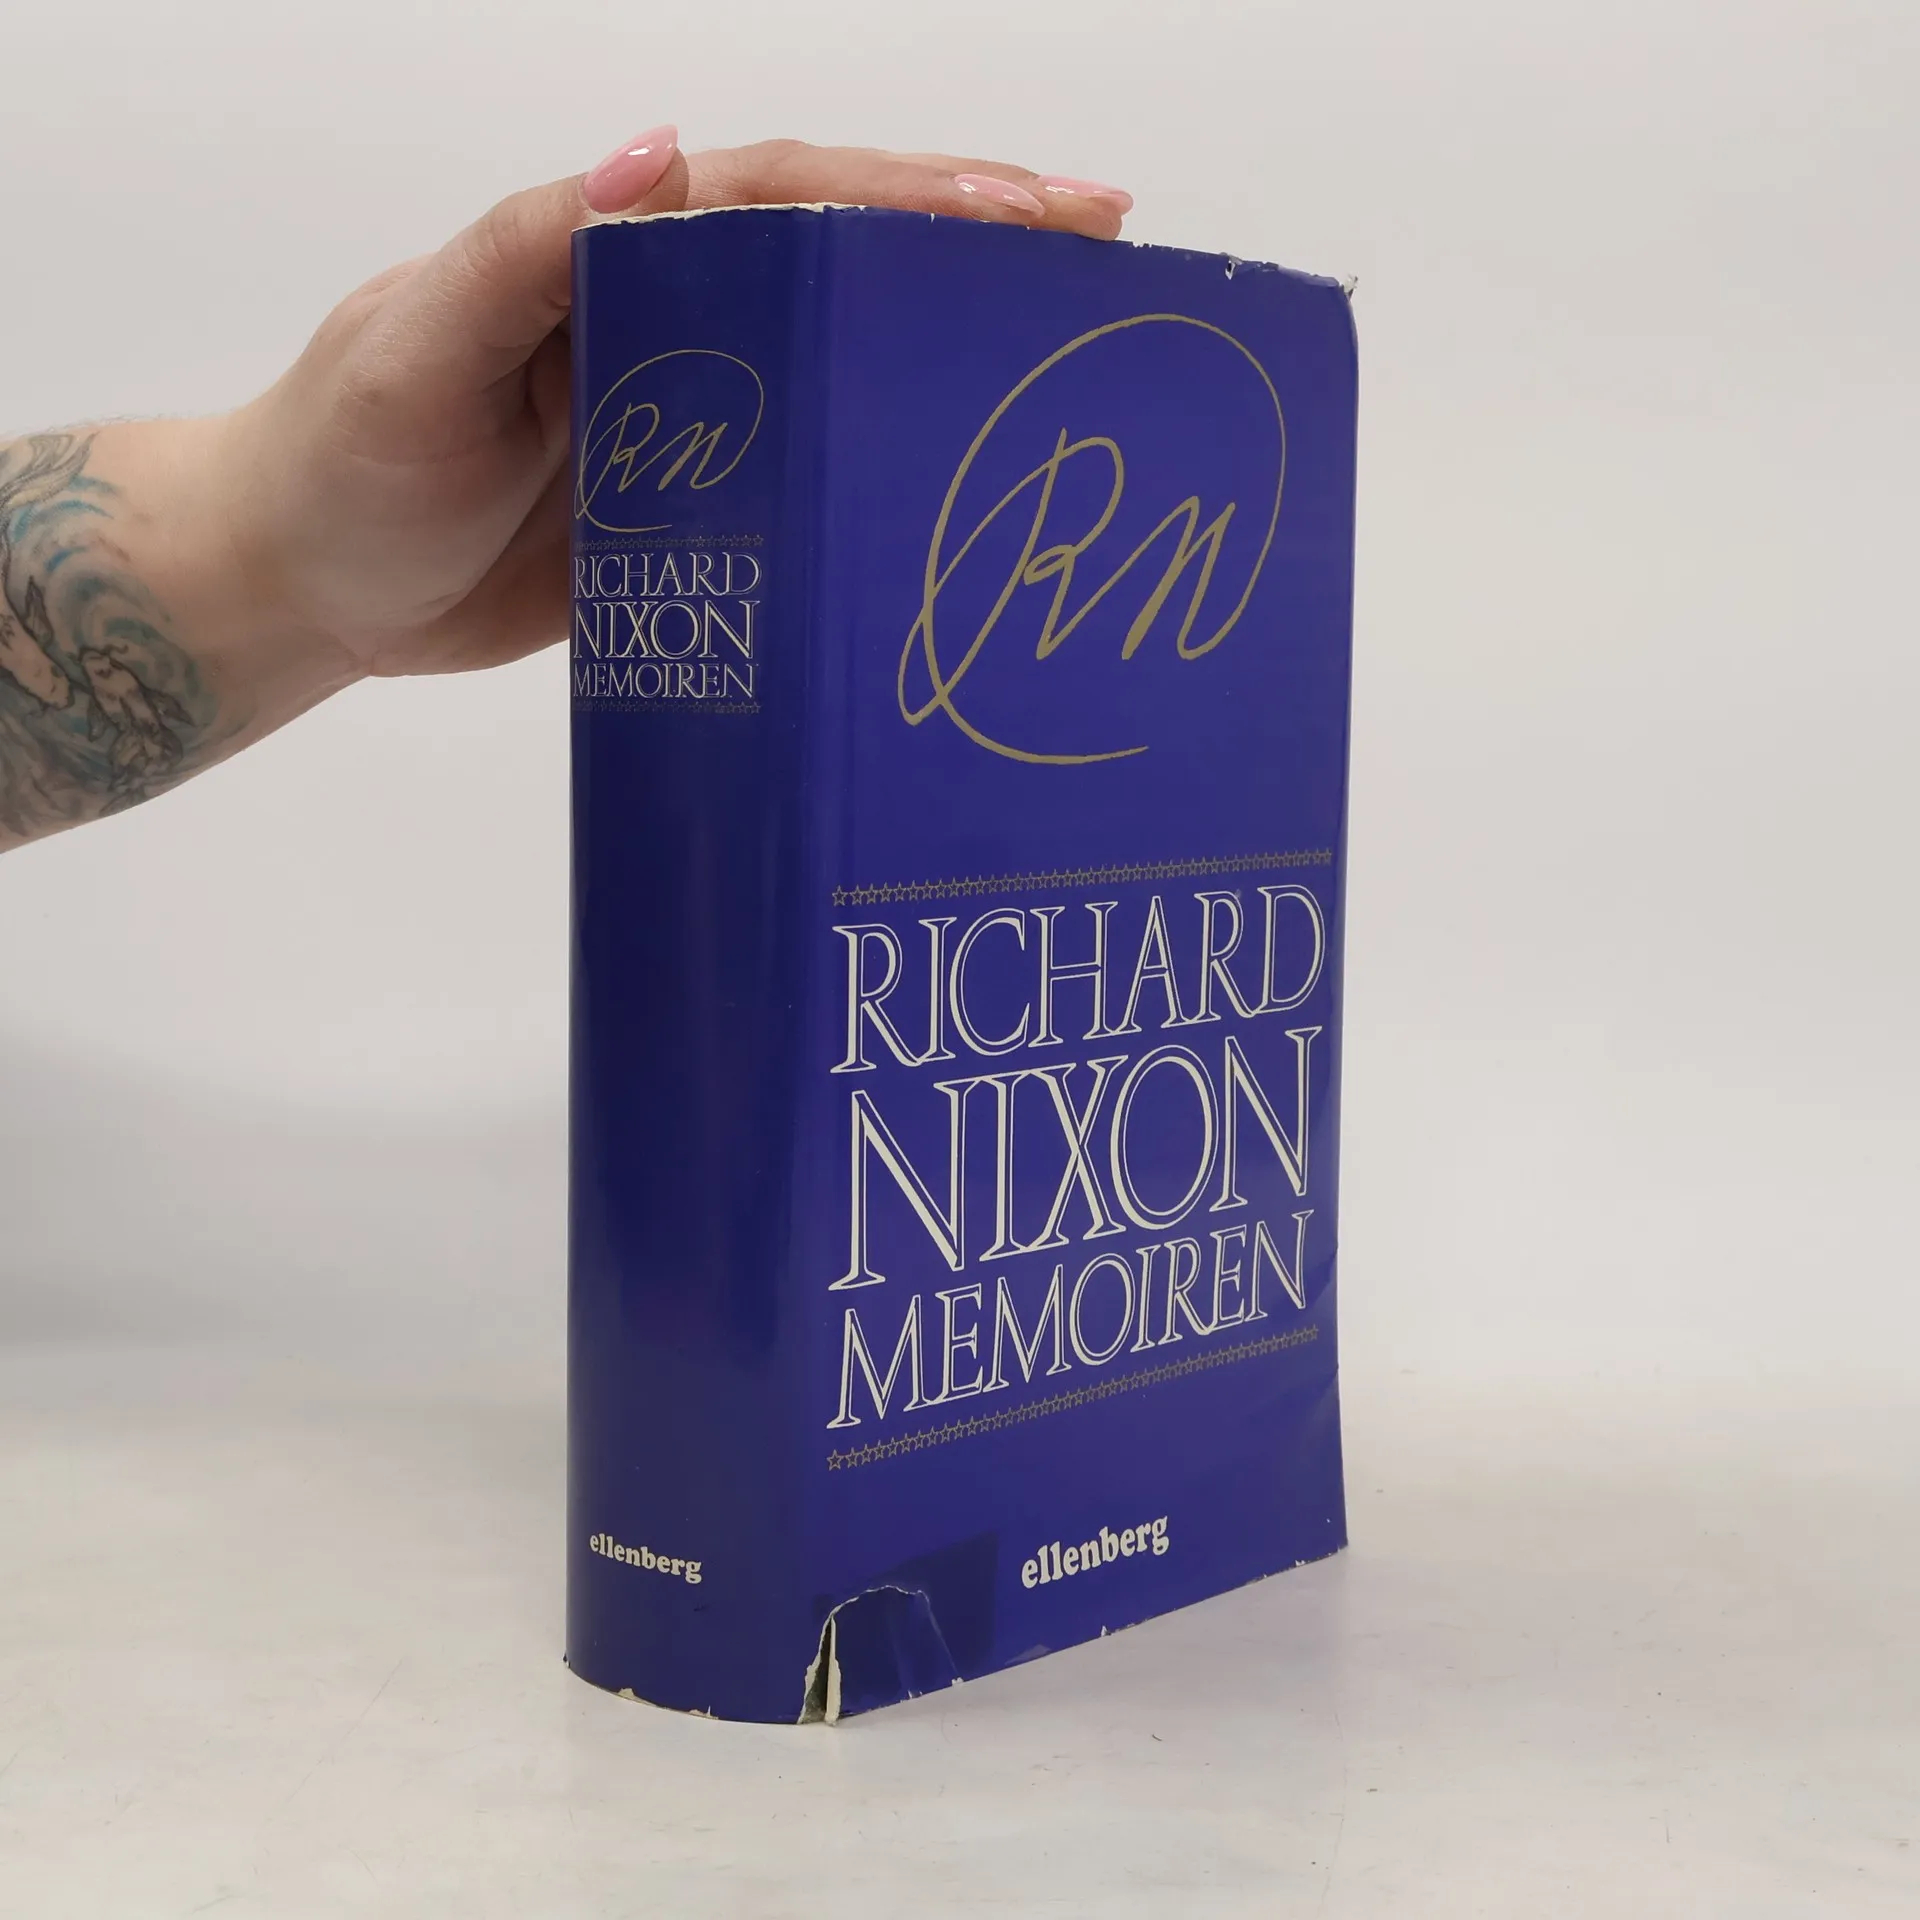 RN
RICHARD
NIXON
MEMOIREN
ellenberg
RN
RICHARD
NIXON
MEMOIREN
ellenberg